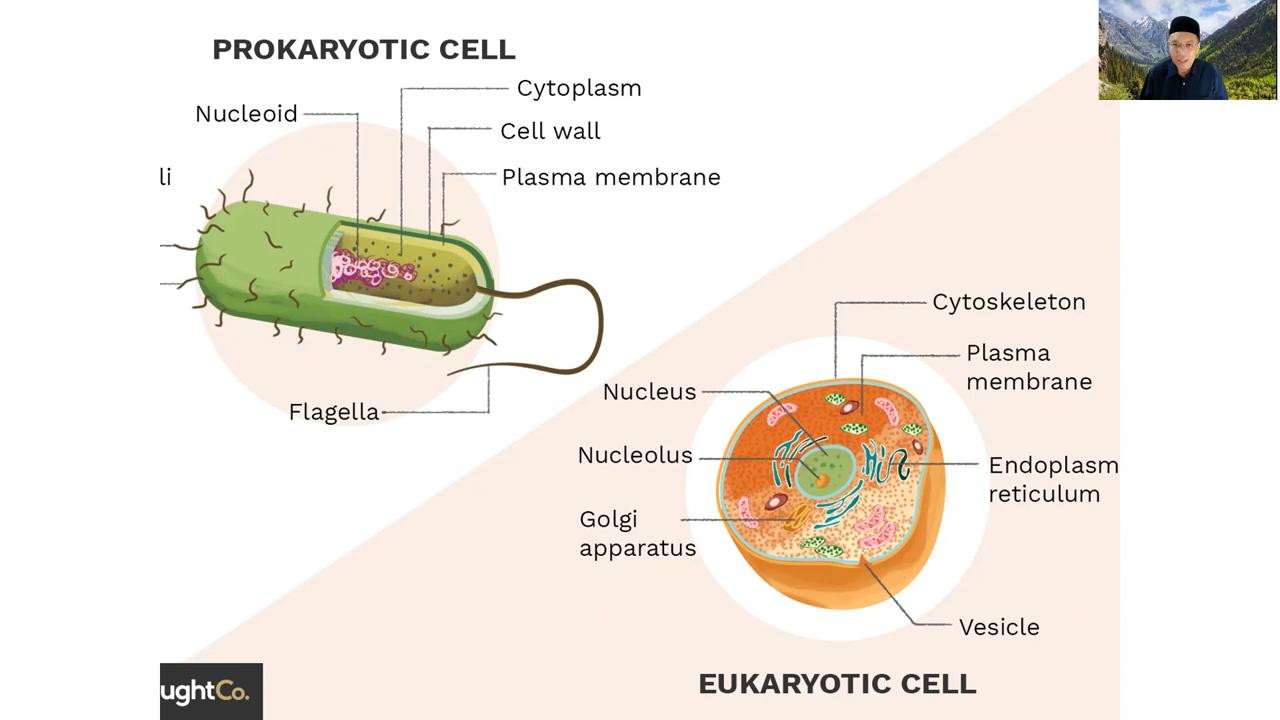 PROKARYOTIC CELL
Cytoplasm
Nucleoid
Cell wall
li
Plasma membrane
Flagella
Cytoskeleton
Plasma
membrane
Nucleus
Nucleolus
Endoplasm
reticulum
Golgi
apparatus
Vesicle
EUKARYOTIC CELL
ughtCo.